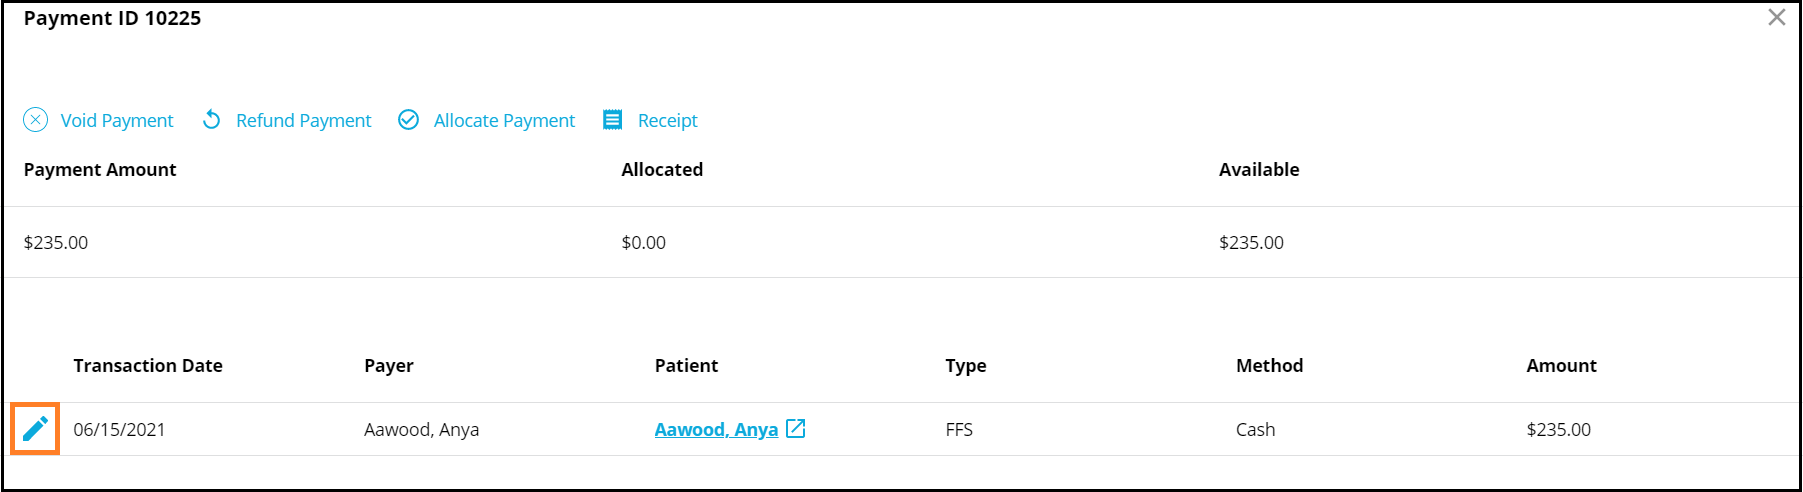 Payment ID 10225
Void Payment Refund Payment Allocate Payment Receipt
Payment Amount Allocated Available
$235.00 $0.00 $235.00
Transaction Date Payer Patient Type Method Amount
06/15/2021 Aawood, Anya Aawood, Anya FFS Cash $235.00